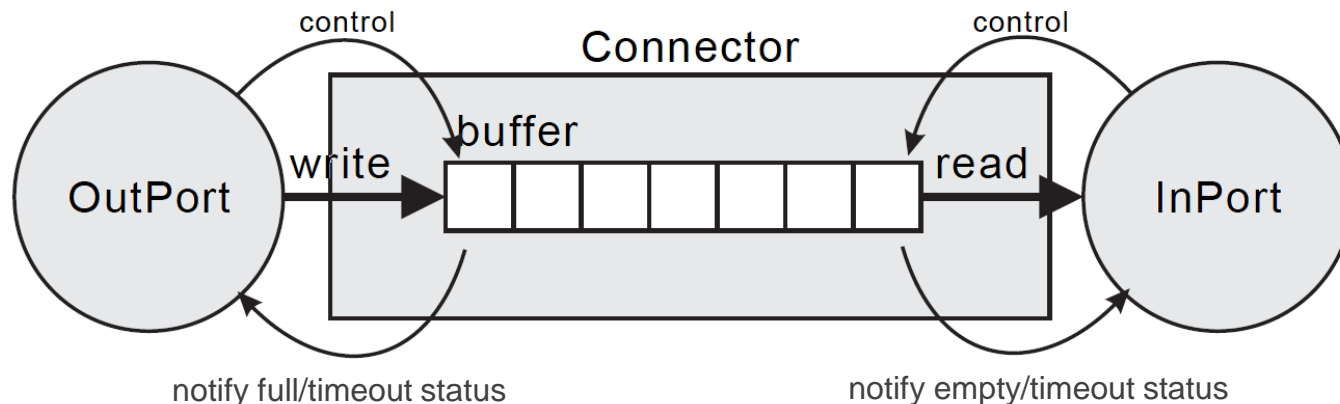 control
control
Connector
buffer
write
read
OutPort
InPort
notify full/timeout status
notify empty/timeout status